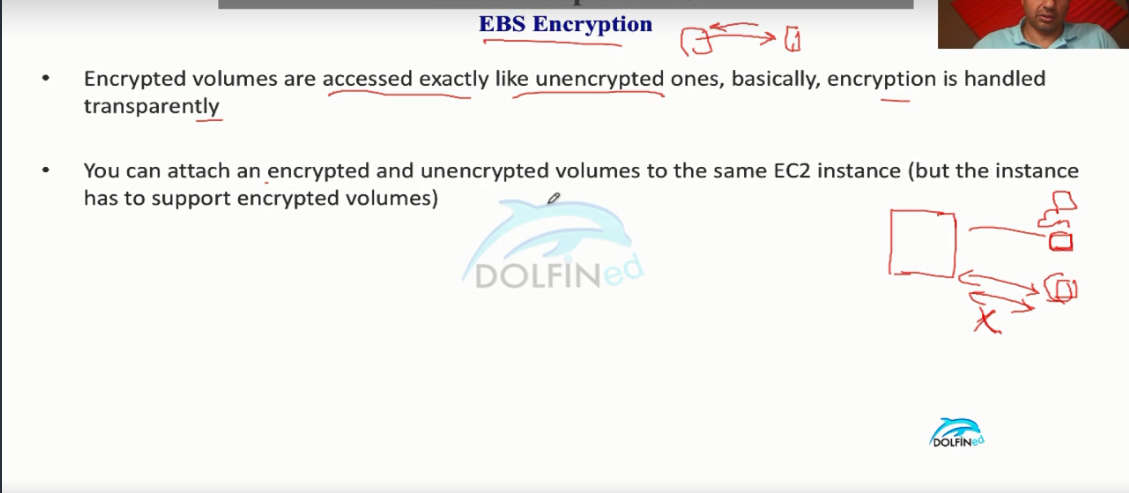 EBS Encryption
• Encrypted volumes are accessed exactly like unencrypted ones, basically, encryption is handled
transparently
• You can attach an encrypted and unencrypted volumes to the same EC2 instance (but the instance
has to support encrypted volumes)
DOLFINed
X
DOLFINed